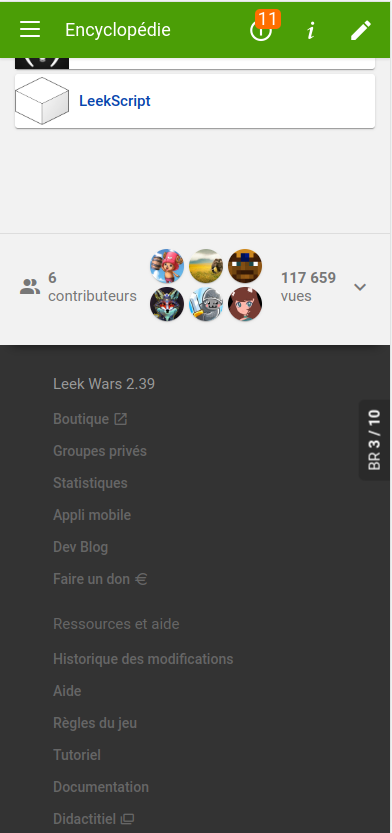 Encyclopédie
11
LeekScript
6
contributeurs
117 659
vues
Leek Wars 2.39
Boutique
Groupes privés
Statistiques
Appli mobile
Dev Blog
Faire un don €
BR 3 / 10
Ressources et aide
Historique des modifications
Aide
Règles du jeu
Tutoriel
Documentation
Didactitiel